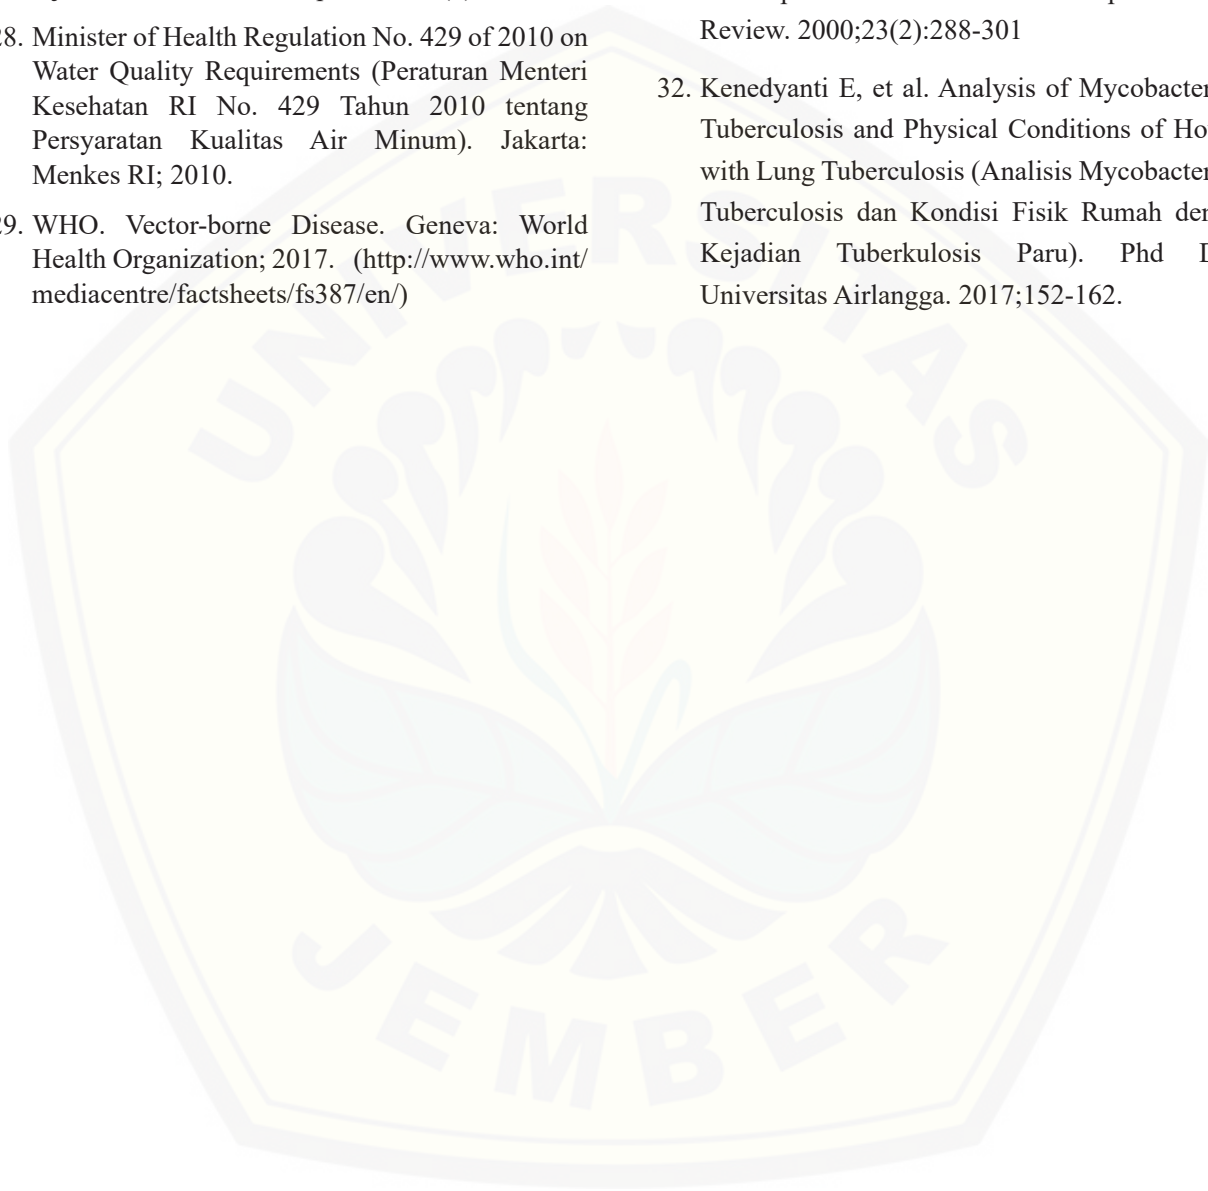 28. Minister of Health Regulation No. 429 of 2010 on
Water Quality Requirements (Peraturan Menteri
Kesehatan RI No. 429 Tahun 2010 tentang
Persyaratan Kualitas Air Minum). Jakarta:
Menkes RI; 2010.
29. WHO. Vector-borne Disease. Geneva: World
Health Organization; 2017. (http://www.who.int/
mediacentre/factsheets/fs387/en/)
Review. 2000;23(2):288-301
32. Kenedyanti E, et al. Analysis of Mycobacter
Tuberculosis and Physical Conditions of Ho
with Lung Tuberculosis (Analisis Mycobacter
Tuberculosis dan Kondisi Fisik Rumah de
Kejadian Tuberkulosis Paru). Phd D
Universitas Airlangga. 2017;152-162.
UNIVERSITAS
JEMBER